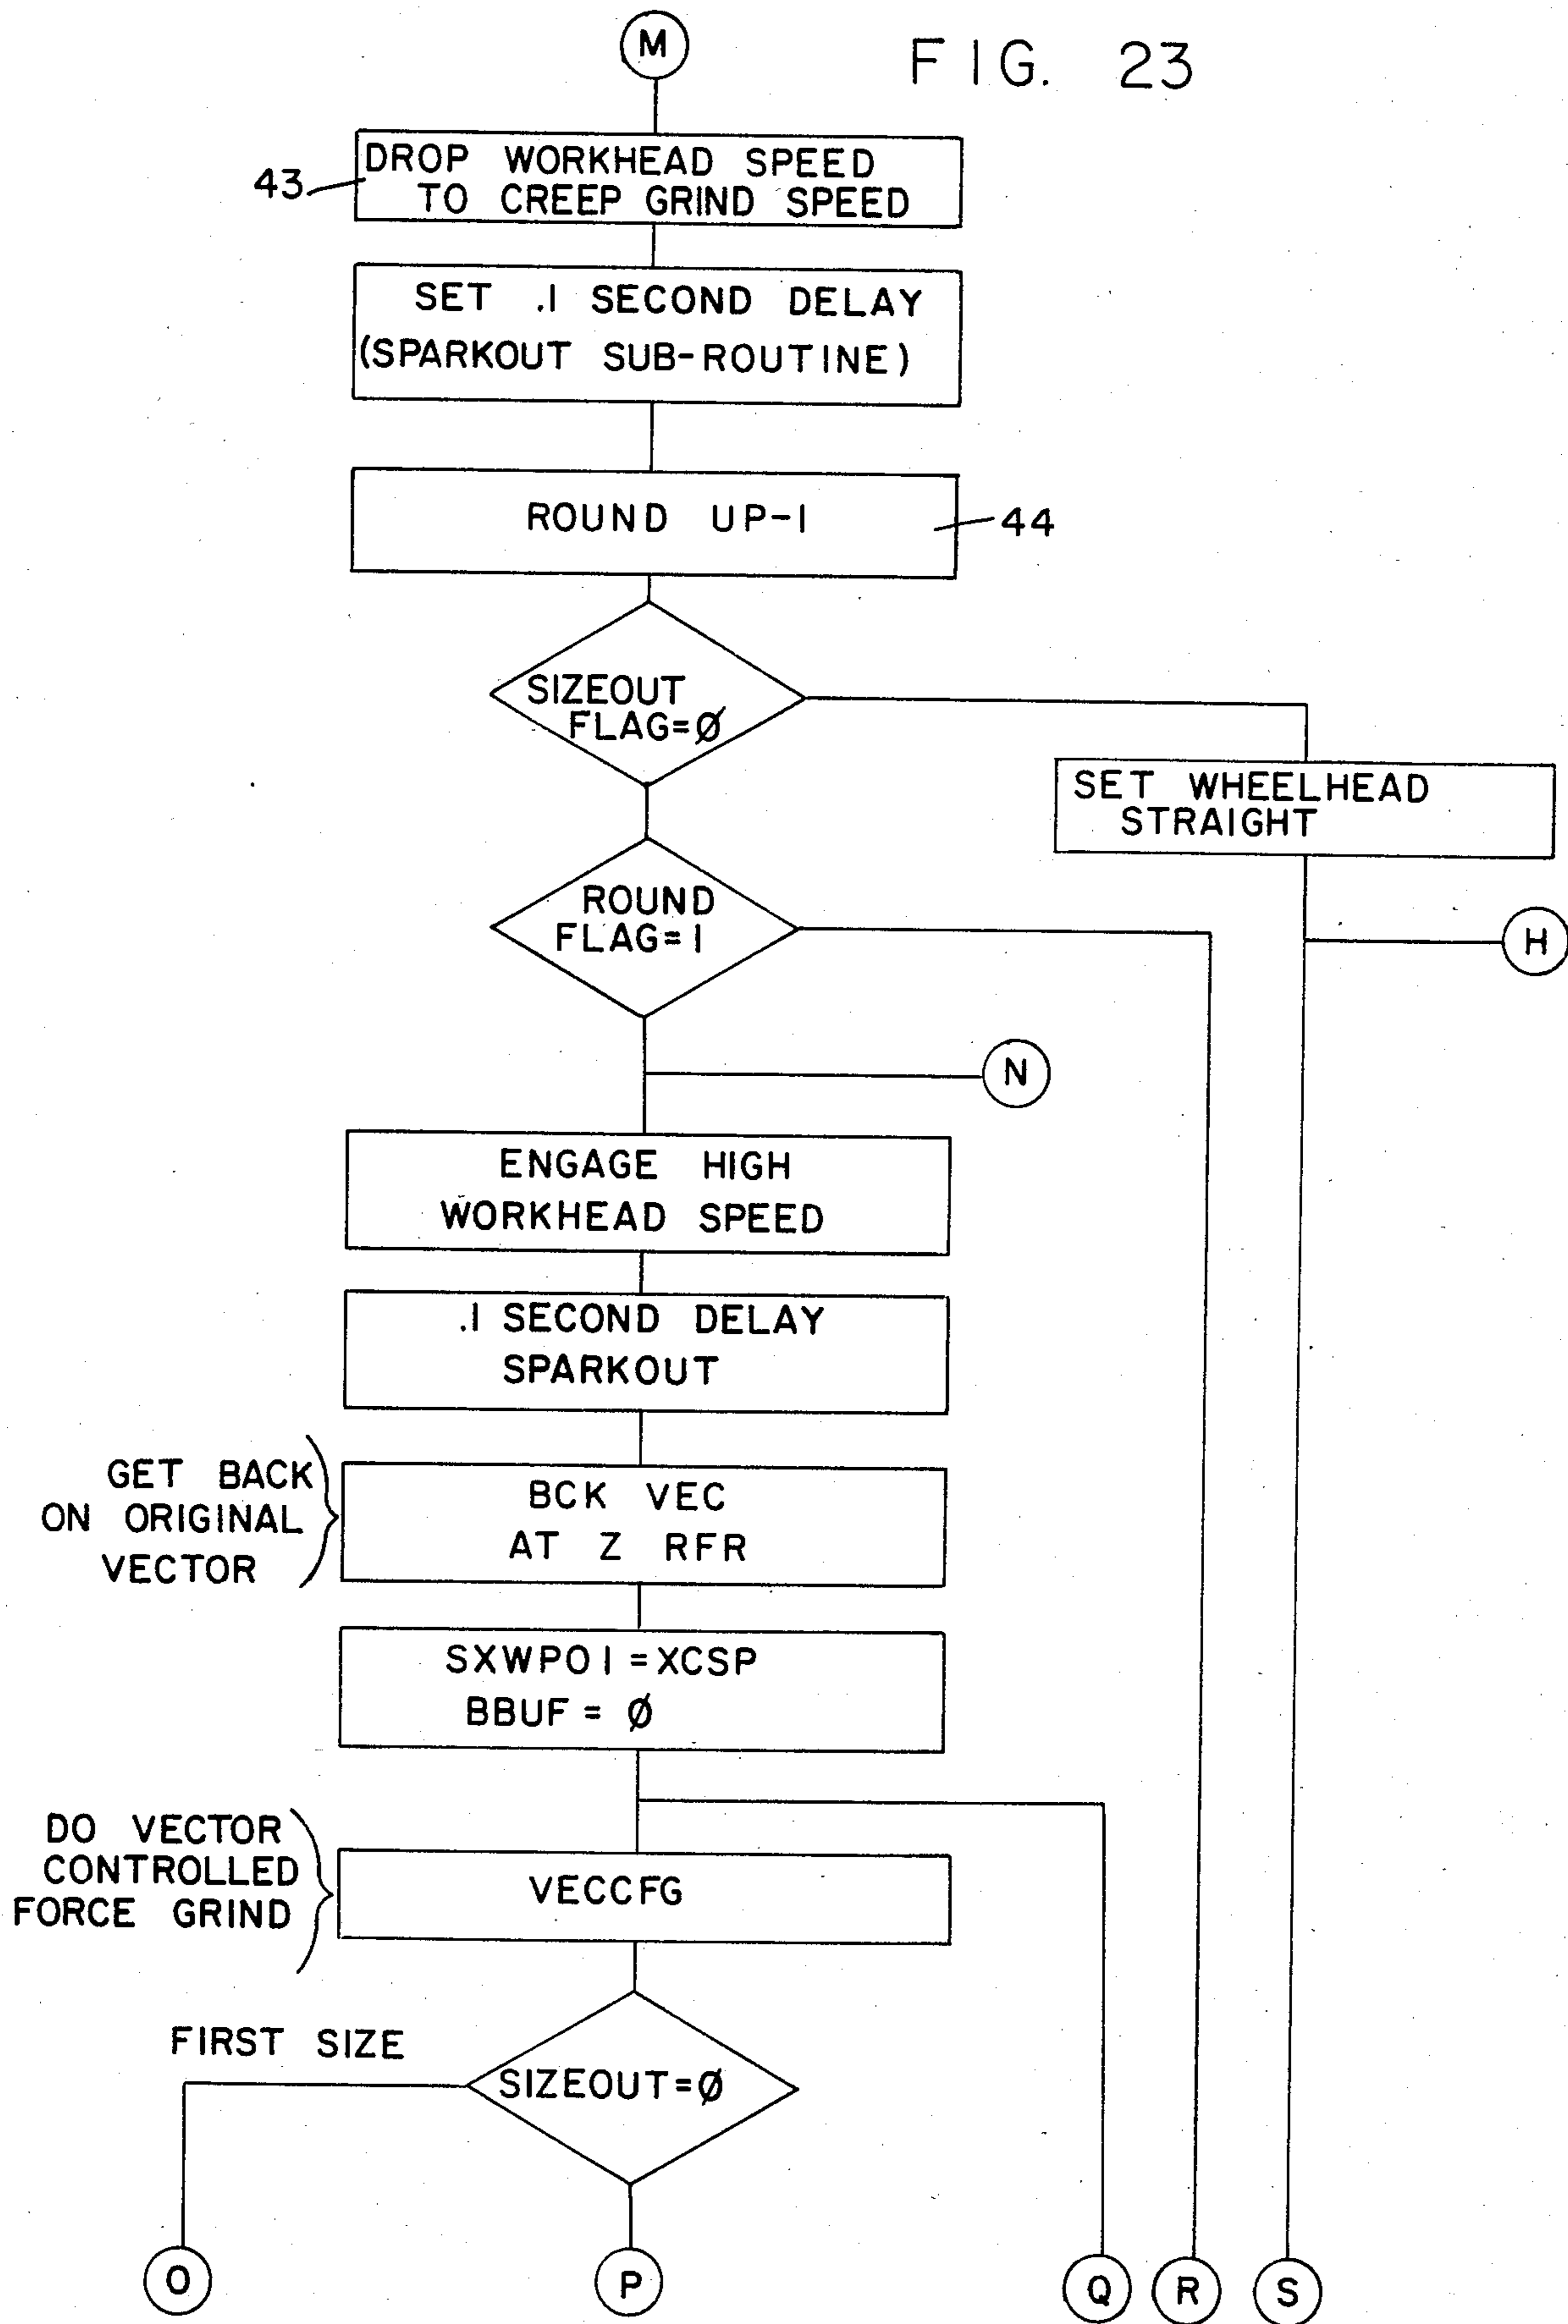 M
FIG. 23
DROP WORKHEAD SPEED
TO CREEP GRIND SPEED
43
SET .1 SECOND DELAY
(SPARKOUT SUB-ROUTINE)
ROUND UP-1
44
SIZEOUT
FLAG=Ø
SET WHEELHEAD
STRAIGHT
ROUND
FLAG=1
H
N
ENGAGE HIGH
WORKHEAD SPEED
.1 SECOND DELAY
SPARKOUT
GET BACK
ON ORIGINAL
VECTOR
BCK VEC
AT Z RFR
SXWPO1=XCSP
BBUF = Ø
DO VECTOR
CONTROLLED
FORCE GRIND
VECCFG
FIRST SIZE
SIZEOUT=Ø
O
P
Q
R
S